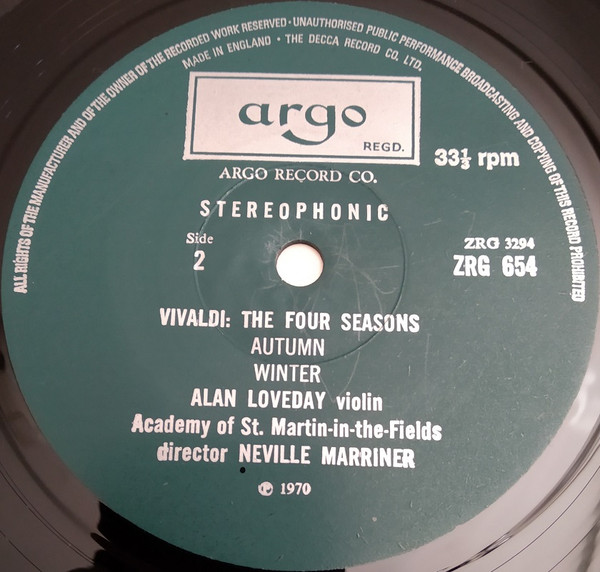 ALL RIGHTS OF THE MANUFACTURER AND OF THE OWNER OF THE RECORDED WORK RESERVED · UNAUTHORISED PUBLIC PERFORMANCE BROADCASTING AND COPYING OF THIS RECORD PROHIBITED
MADE IN ENGLAND · THE DECCA RECORD CO, LTD.
argo
REGD.
33⅓ rpm
ARGO RECORD CO.
STEREOPHONIC
Side
2
ZRG 3294
ZRG 654
VIVALDI: THE FOUR SEASONS
AUTUMN
WINTER
ALAN LOVEDAY violin
Academy of St. Martin-in-the-Fields
director NEVILLE MARRINER
℗ 1970